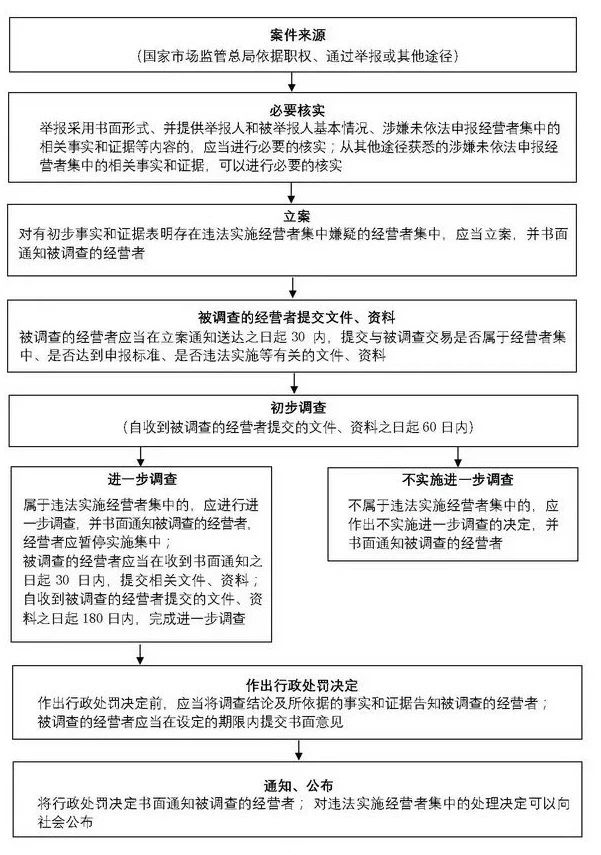 案件来源
(国家市场监管总局依据职权、通过举报或其他途径)
必要核实
举报采用书面形式、并提供举报人和被举报人基本情况、涉嫌未依法申报经营者集中的
相关事实和证据等内容的，应当进行必要的核实；从其他途径获悉的涉嫌未依法申报经
营者集中的相关事实和证据，可以进行必要的核实
立案
对有初步事实和证据表明存在违法实施经营者集中嫌疑的经营者集中，应当立案，并书面
通知被调查的经营者
被调查的经营者提交文件、资料
被调查的经营者应当在立案通知送达之日起30 内，提交与被调查交易是否属于经营者集
中、是否达到申报标准、是否违法实施等有关的文件、资料
初步调查
(自收到被调查的经营者提交的文件、资料之日起60日内)
进一步调查
属于违法实施经营者集中的，应进行进
一步调查，并书面通知被调查的经营者，
经营者应暂停实施集中；
被调查的经营者应当在收到书面通知之
日起30 日内，提交相关文件、资料；
自收到被调查的经营者提交的文件、资
料之日起180日内，完成进一步调查
不实施进一步调查
不属于违法实施经营者集中的，应
作出不实施进一步调查的决定，并
书面通知被调查的经营者
作出行政处罚决定
作出行政处罚决定前，应当将调查结论及所依据的事实和证据告知被调查的经营者；
被调查的经营者应当在设定的期限内提交书面意见
通知、公布
将行政处罚决定书面通知被调查的经营者； 对违法实施经营者集中的处理决定可以向
社会公布